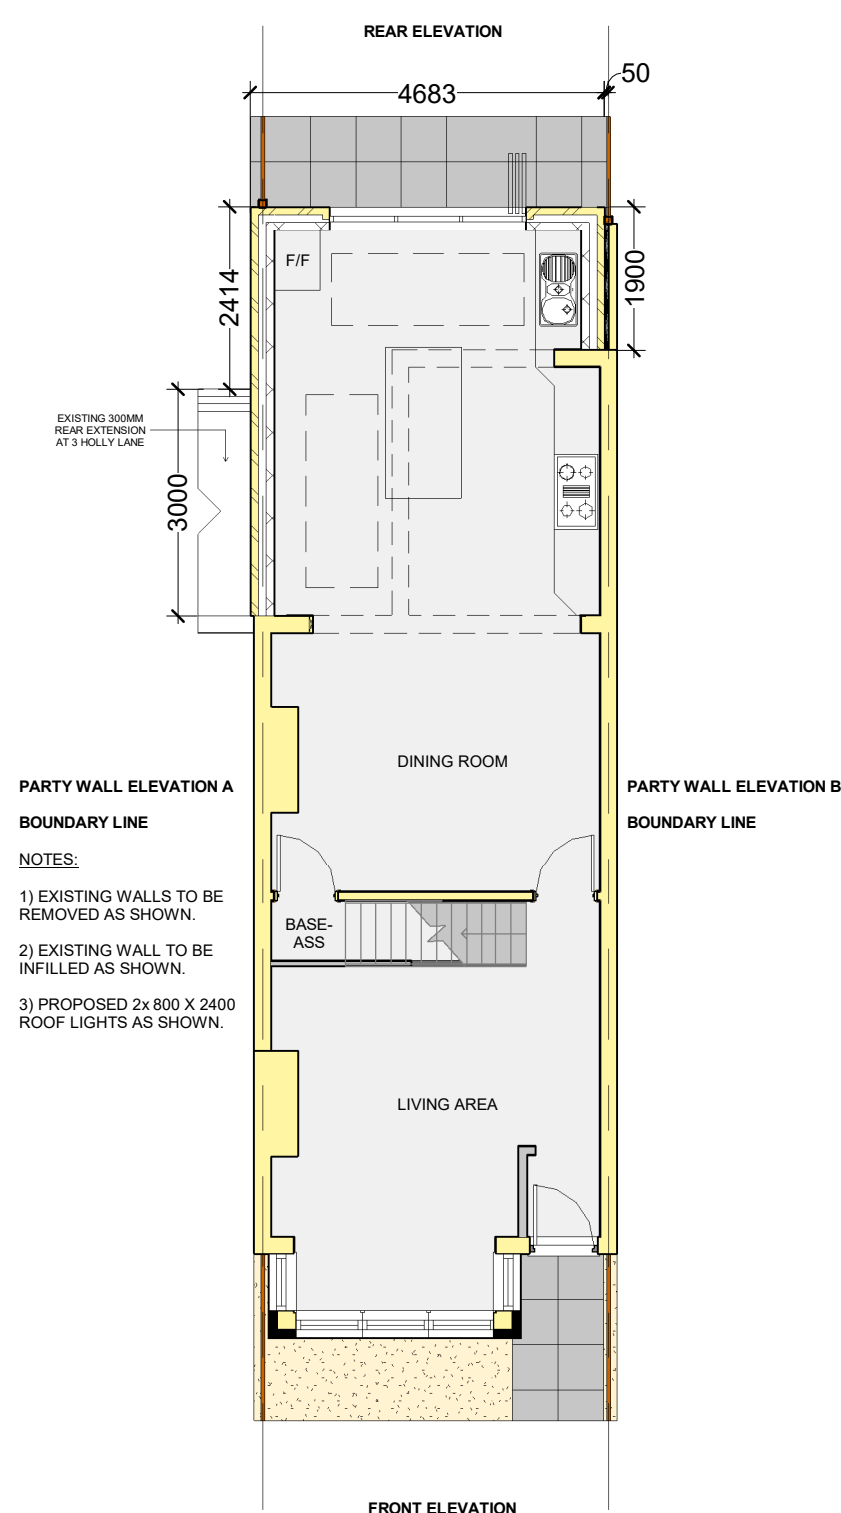 REAR ELEVATION
50
4683
F/F
2414
1900
EXISTING 300MM
REAR EXTENSION
AT 3 HOLLY LANE
3000
DINING ROOM
PARTY WALL ELEVATION A
BOUNDARY LINE
PARTY WALL ELEVATION B
BOUNDARY LINE
NOTES:
1) EXISTING WALLS TO BE
REMOVED AS SHOWN.
2) EXISTING WALL TO BE
INFILLED AS SHOWN.
3) PROPOSED 2x 800 X 2400
ROOF LIGHTS AS SHOWN.
BASE-
ASS
LIVING AREA
FRONT ELEVATION